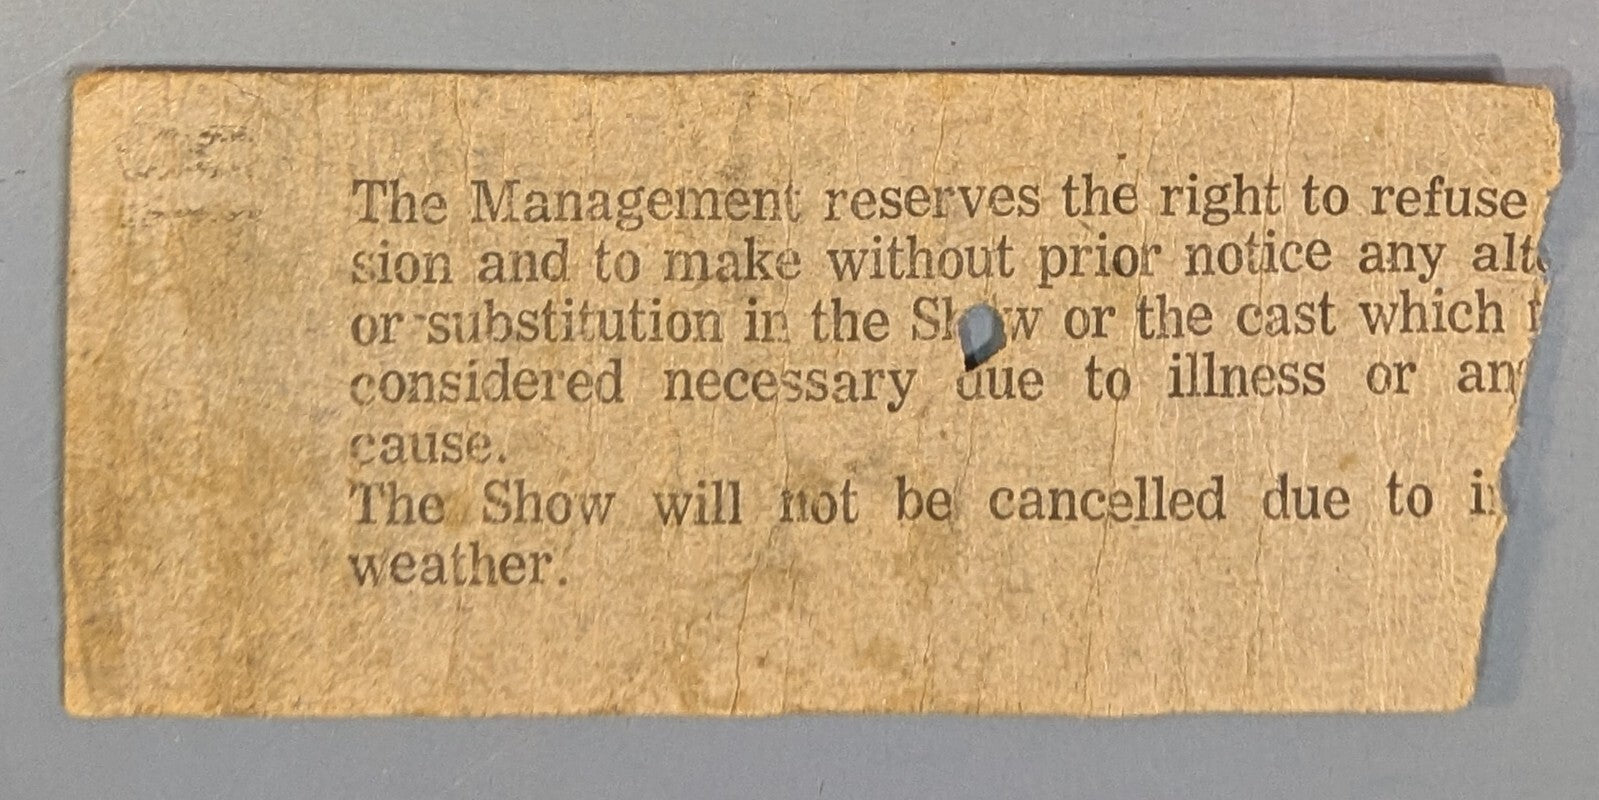 The Management reserves the right to refuse
sion and to make without prior notice any alt
or substitution in the Show or the cast which
considered necessary due to illness or an
cause.
The Show will not be cancelled due to i
weather.